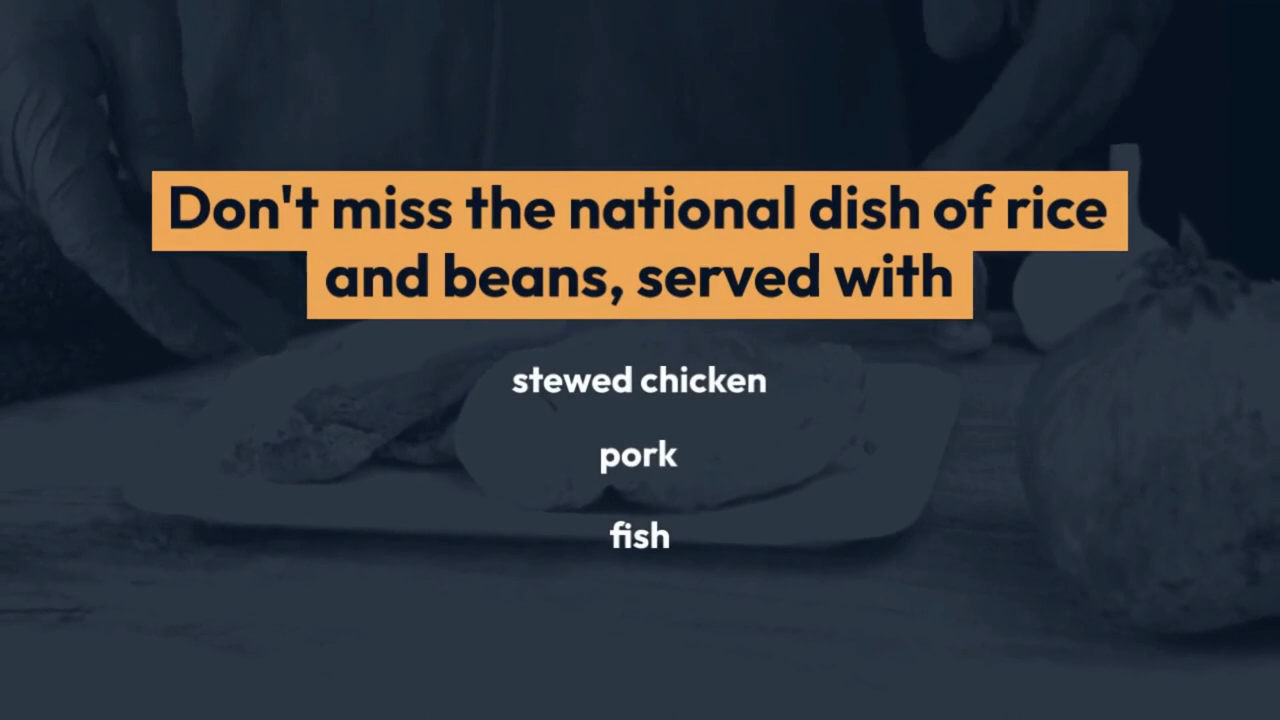 Don't miss the national dish of rice
and beans, served with
stewed chicken
pork
fish